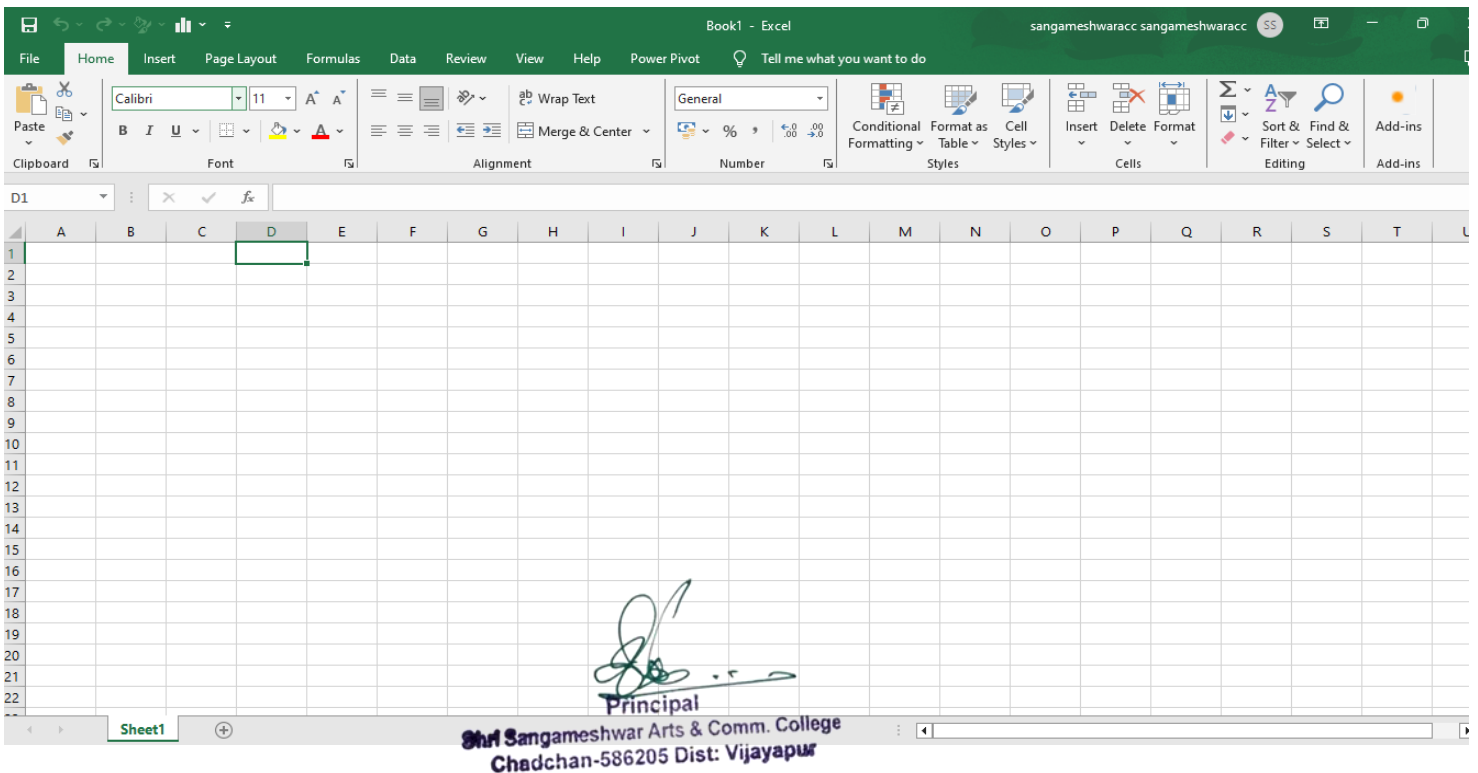 Book1 - Excel
sangameshwaracc sangameshwaracc SS
File Home Insert Page Layout Formulas Data Review View Help Power Pivot Tell me what you want to do
Calibri 11 A A ab Wrap Text General
Paste B I U A Merge & Center % , .00 .0
Conditional Formatting Format as Table Cell Styles Insert Delete Format Σ Sort & Filter Find & Select Add-ins
Clipboard Font Alignment Number Styles Cells Editing Add-ins
D1 fx
A B C D E F G H I J K L M N O P Q R S T U
1
2
3
4
5
6
7
8
9
10
11
12
13
14
15
16
17
18
19
20
21
22
Principal
Sheet1
Shri Sangameshwar Arts & Comm. College
Chadchan-586205 Dist: Vijayapur